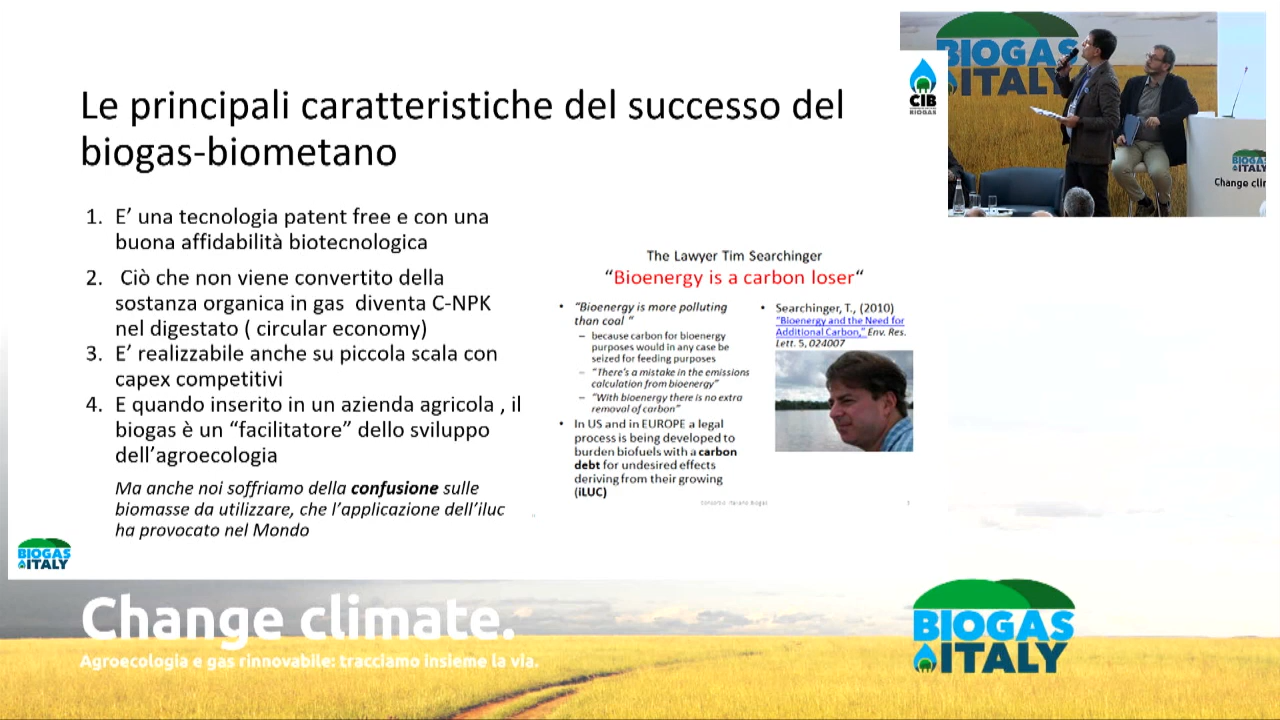 Le principali caratteristiche del successo del
biogas-biometano
1. E’ una tecnologia patent free e con una
buona affidabilità biotecnologica
2. Ciò che non viene convertito della
sostanza organica in gas diventa C-NPK
nel digestato ( circular economy)
3. E’ realizzabile anche su piccola scala con
capex competitivi
4. E quando inserito in un azienda agricola , il
biogas è un “facilitatore” dello sviluppo
dell’agroecologia
Ma anche noi soffriamo della confusione sulle
biomasse da utilizzare, che l’applicazione dell’iluc
ha provocato nel Mondo
The Lawyer Tim Searchinger
“Bioenergy is a carbon loser“
• “Bioenergy is more polluting
than coal “
– because carbon for bioenergy
purposes would in any case be
seized for feeding purposes
– “There’s a mistake in the emissions
calculation from bioenergy”
– “With bioenergy there is no extra
removal of carbon”
• In US and in EUROPE a legal
process is being developed to
burden biofuels with a carbon
debt for undesired effects
deriving from their growing
(iLUC)
• Searchinger, T., (2010)
“Bioenergy and the Need for
Additional Carbon,” Env. Res.
Lett. 5, 024007
Consorzio Italiano Biogas
BIOGAS
ITALY
CIB
BIOGAS
BIOGAS
ITALY
Change clim
BIOGAS
ITALY
Change climate.
Agroecologia e gas rinnovabile: tracciamo insieme la via.
BIOGAS
ITALY